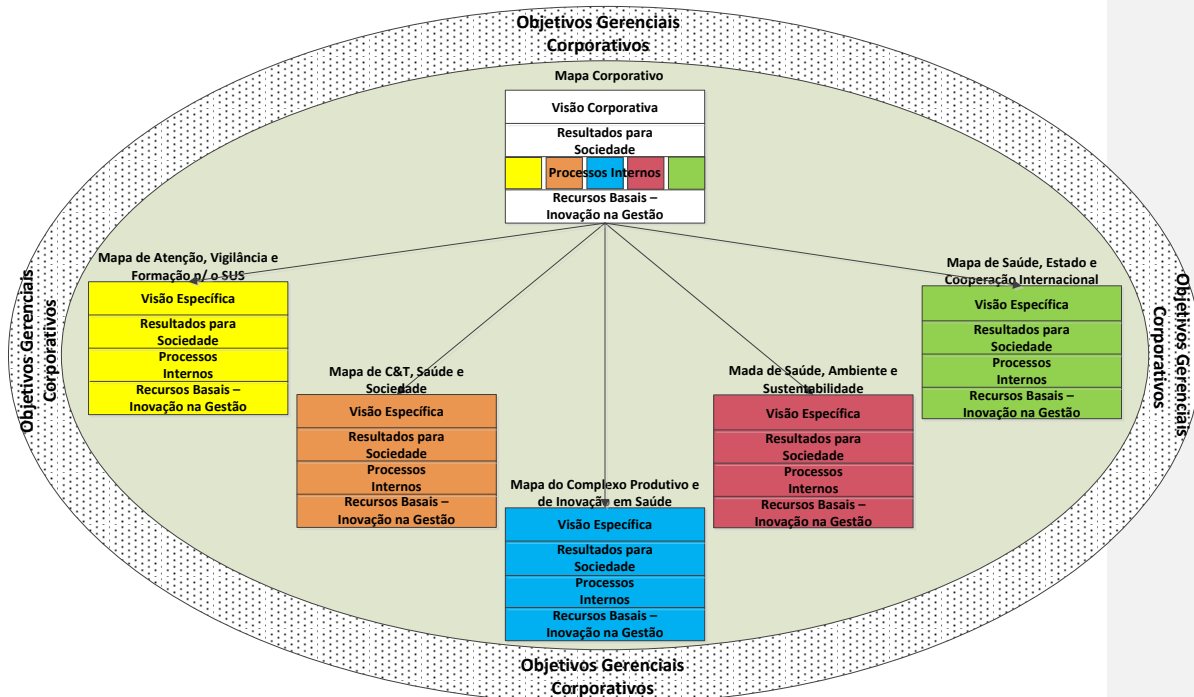 Objetivos Gerenciais
Corporativos
Mapa Corporativo
Visão Corporativa
Resultados para
Sociedade
Processos Internos
Recursos Basais –
Inovação na Gestão
Objetivos Gerenciais
Corporativos
Mapa de Atenção, Vigilância e
Formação p/ o SUS
Visão Específica
Resultados para
Sociedade
Processos
Internos
Recursos Basais –
Inovação na Gestão
Mapa de C&T, Saúde e
Sociedade
Visão Específica
Resultados para
Sociedade
Processos
Internos
Recursos Basais –
Inovação na Gestão
Mapa do Complexo Produtivo e
de Inovação em Saúde
Visão Específica
Resultados para
Sociedade
Processos
Internos
Recursos Basais –
Inovação na Gestão
Mada de Saúde, Ambiente e
Sustentabilidade
Visão Específica
Resultados para
Sociedade
Processos
Internos
Recursos Basais –
Inovação na Gestão
Mapa de Saúde, Estado e
Cooperação Internacional
Visão Específica
Resultados para
Sociedade
Processos
Internos
Recursos Basais –
Inovação na Gestão
Objetivos Gerenciais
Corporativos
Objetivos Gerenciais
Corporativos